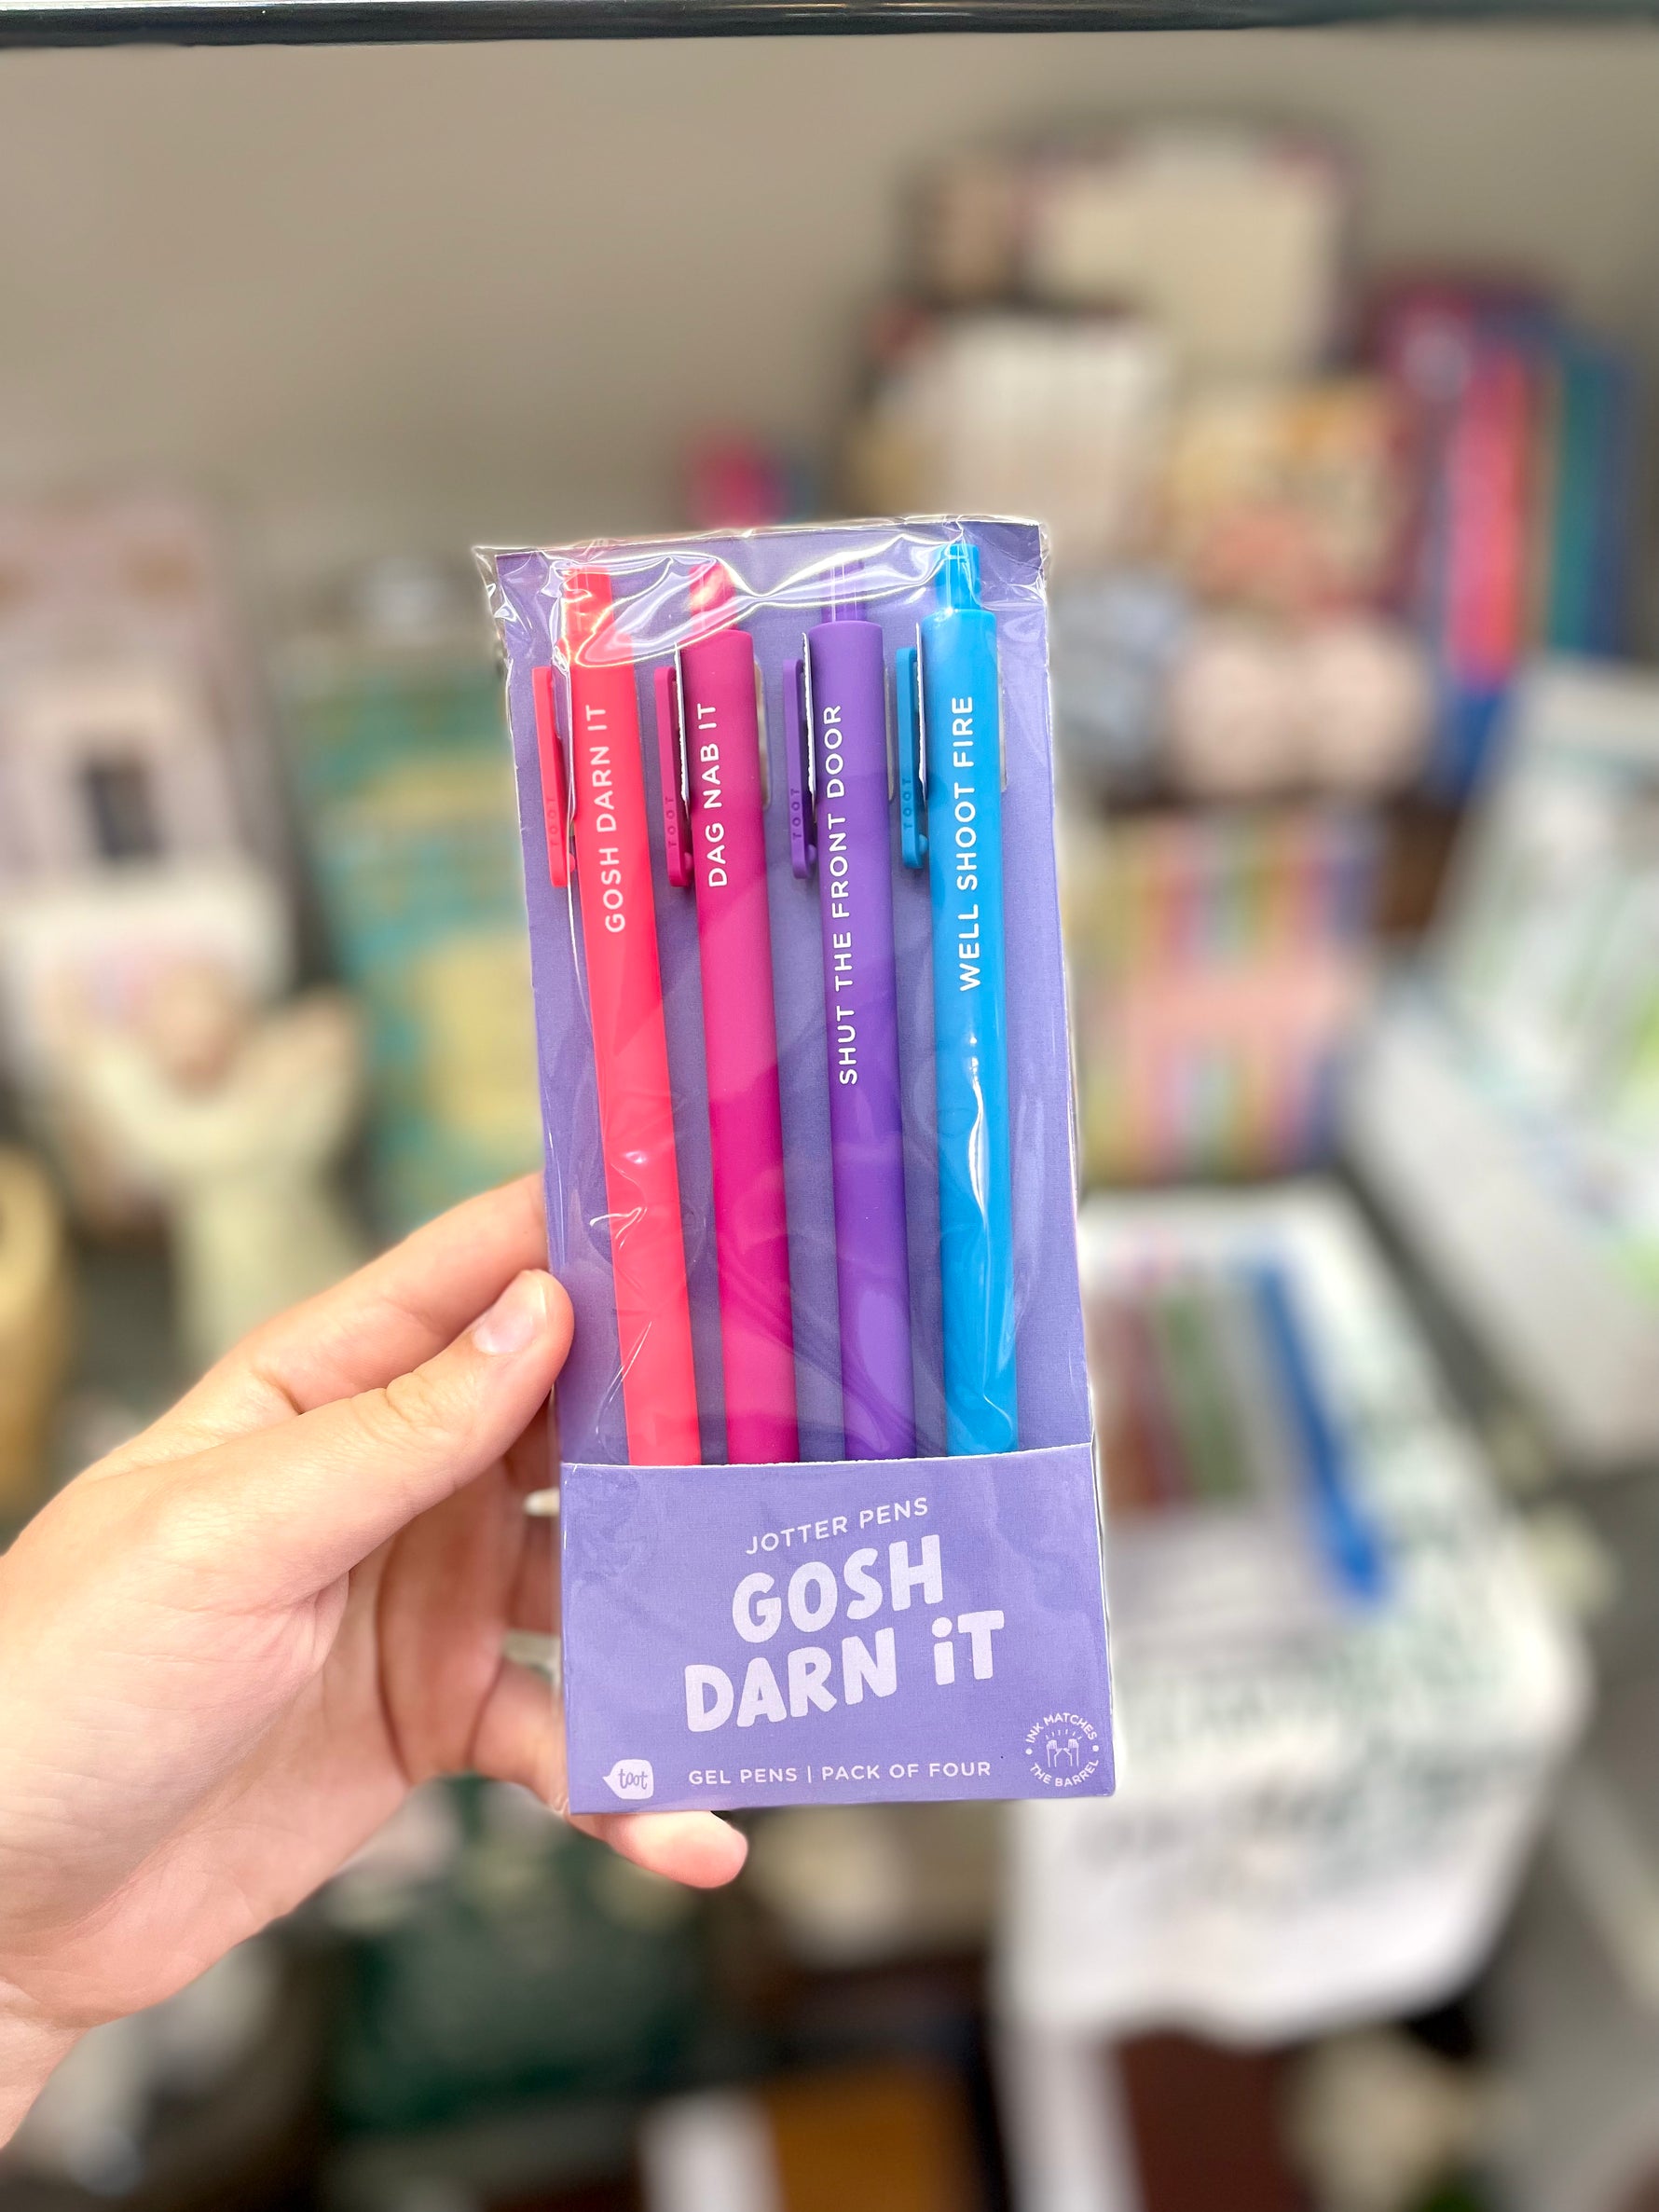 GOSH DARN IT
TOOT
DAG NAB IT
TOOT
SHUT THE FRONT DOOR
TOOT
WELL SHOOT FIRE
TOOT
JOTTER PENS
GOSH
DARN iT
toot
GEL PENS | PACK OF FOUR
INK MATCHES
THE BARREL